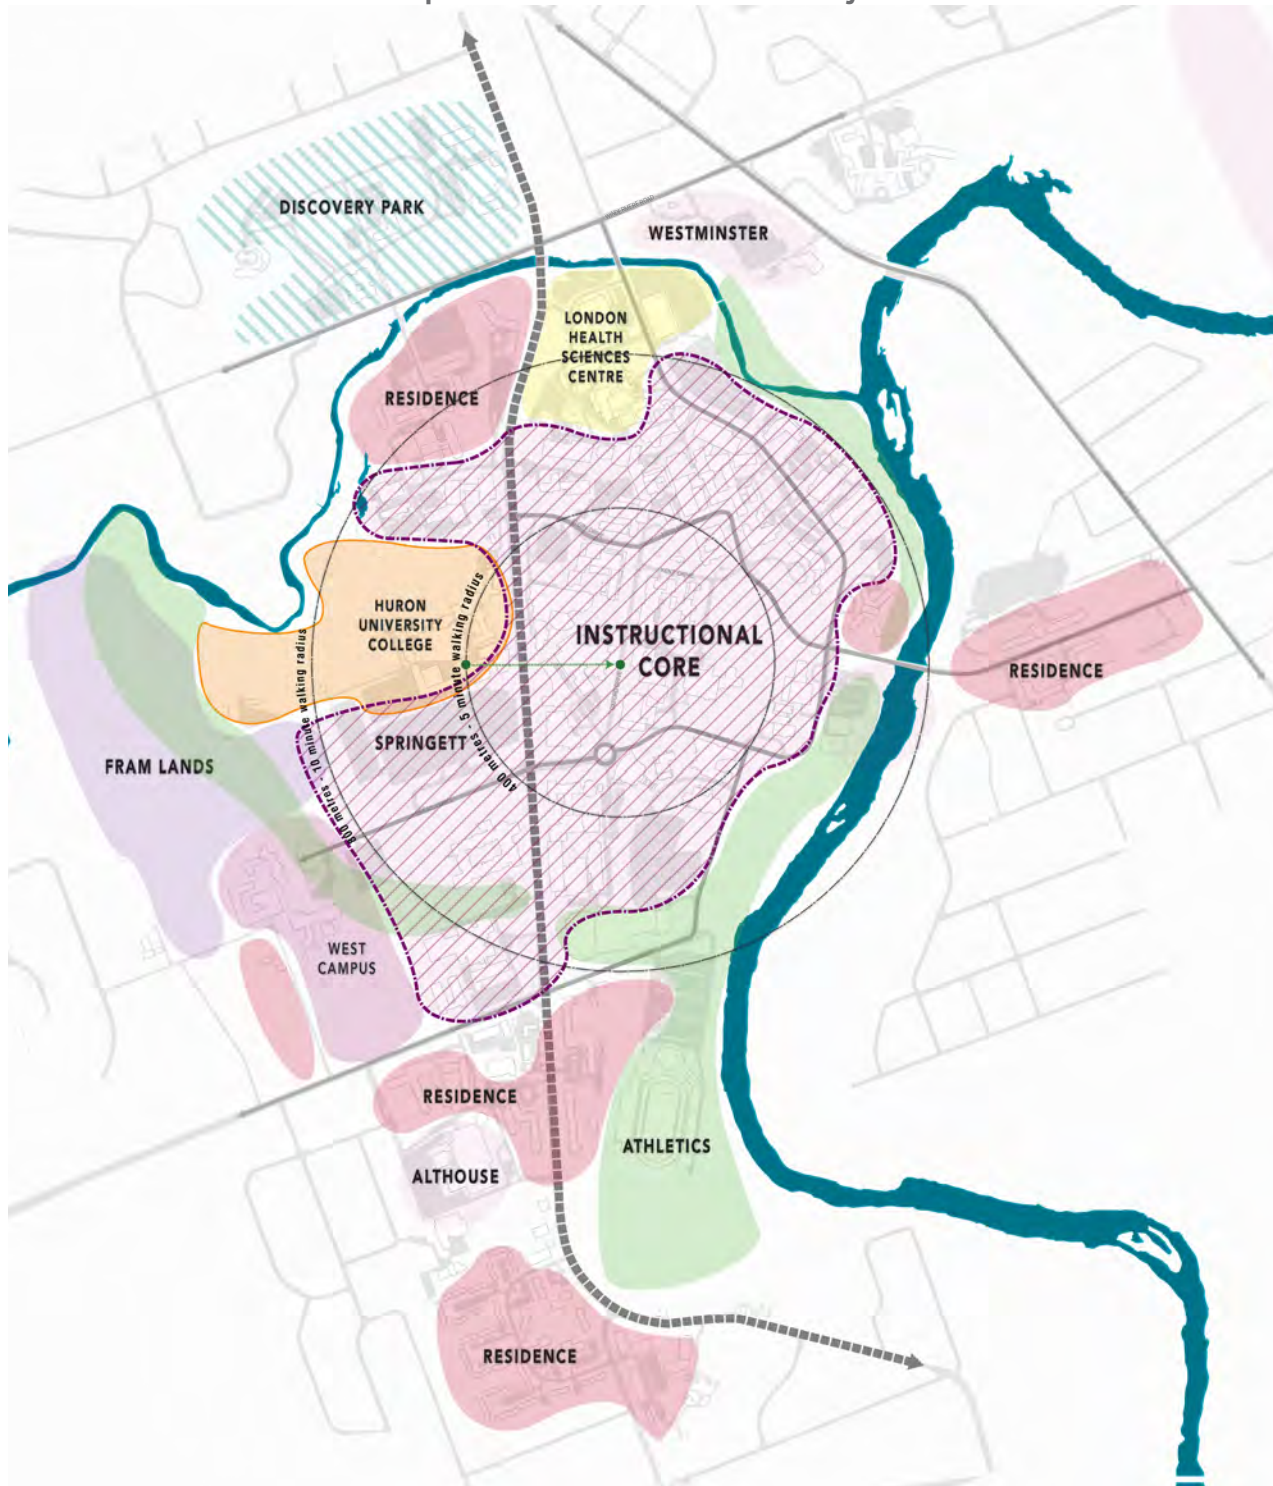 DISCOVERY PARK
WESTMINSTER
LONDON
HEALTH
SCIENCES
CENTRE
RESIDENCE
HURON
UNIVERSITY
COLLEGE
INSTRUCTIONAL
CORE
RESIDENCE
400 metres - 5 minute walking radius
800 metres - 10 minute walking radius
SPRINGETT
FRAM LANDS
WEST
CAMPUS
RESIDENCE
ATHLETICS
ALTHOUSE
RESIDENCE